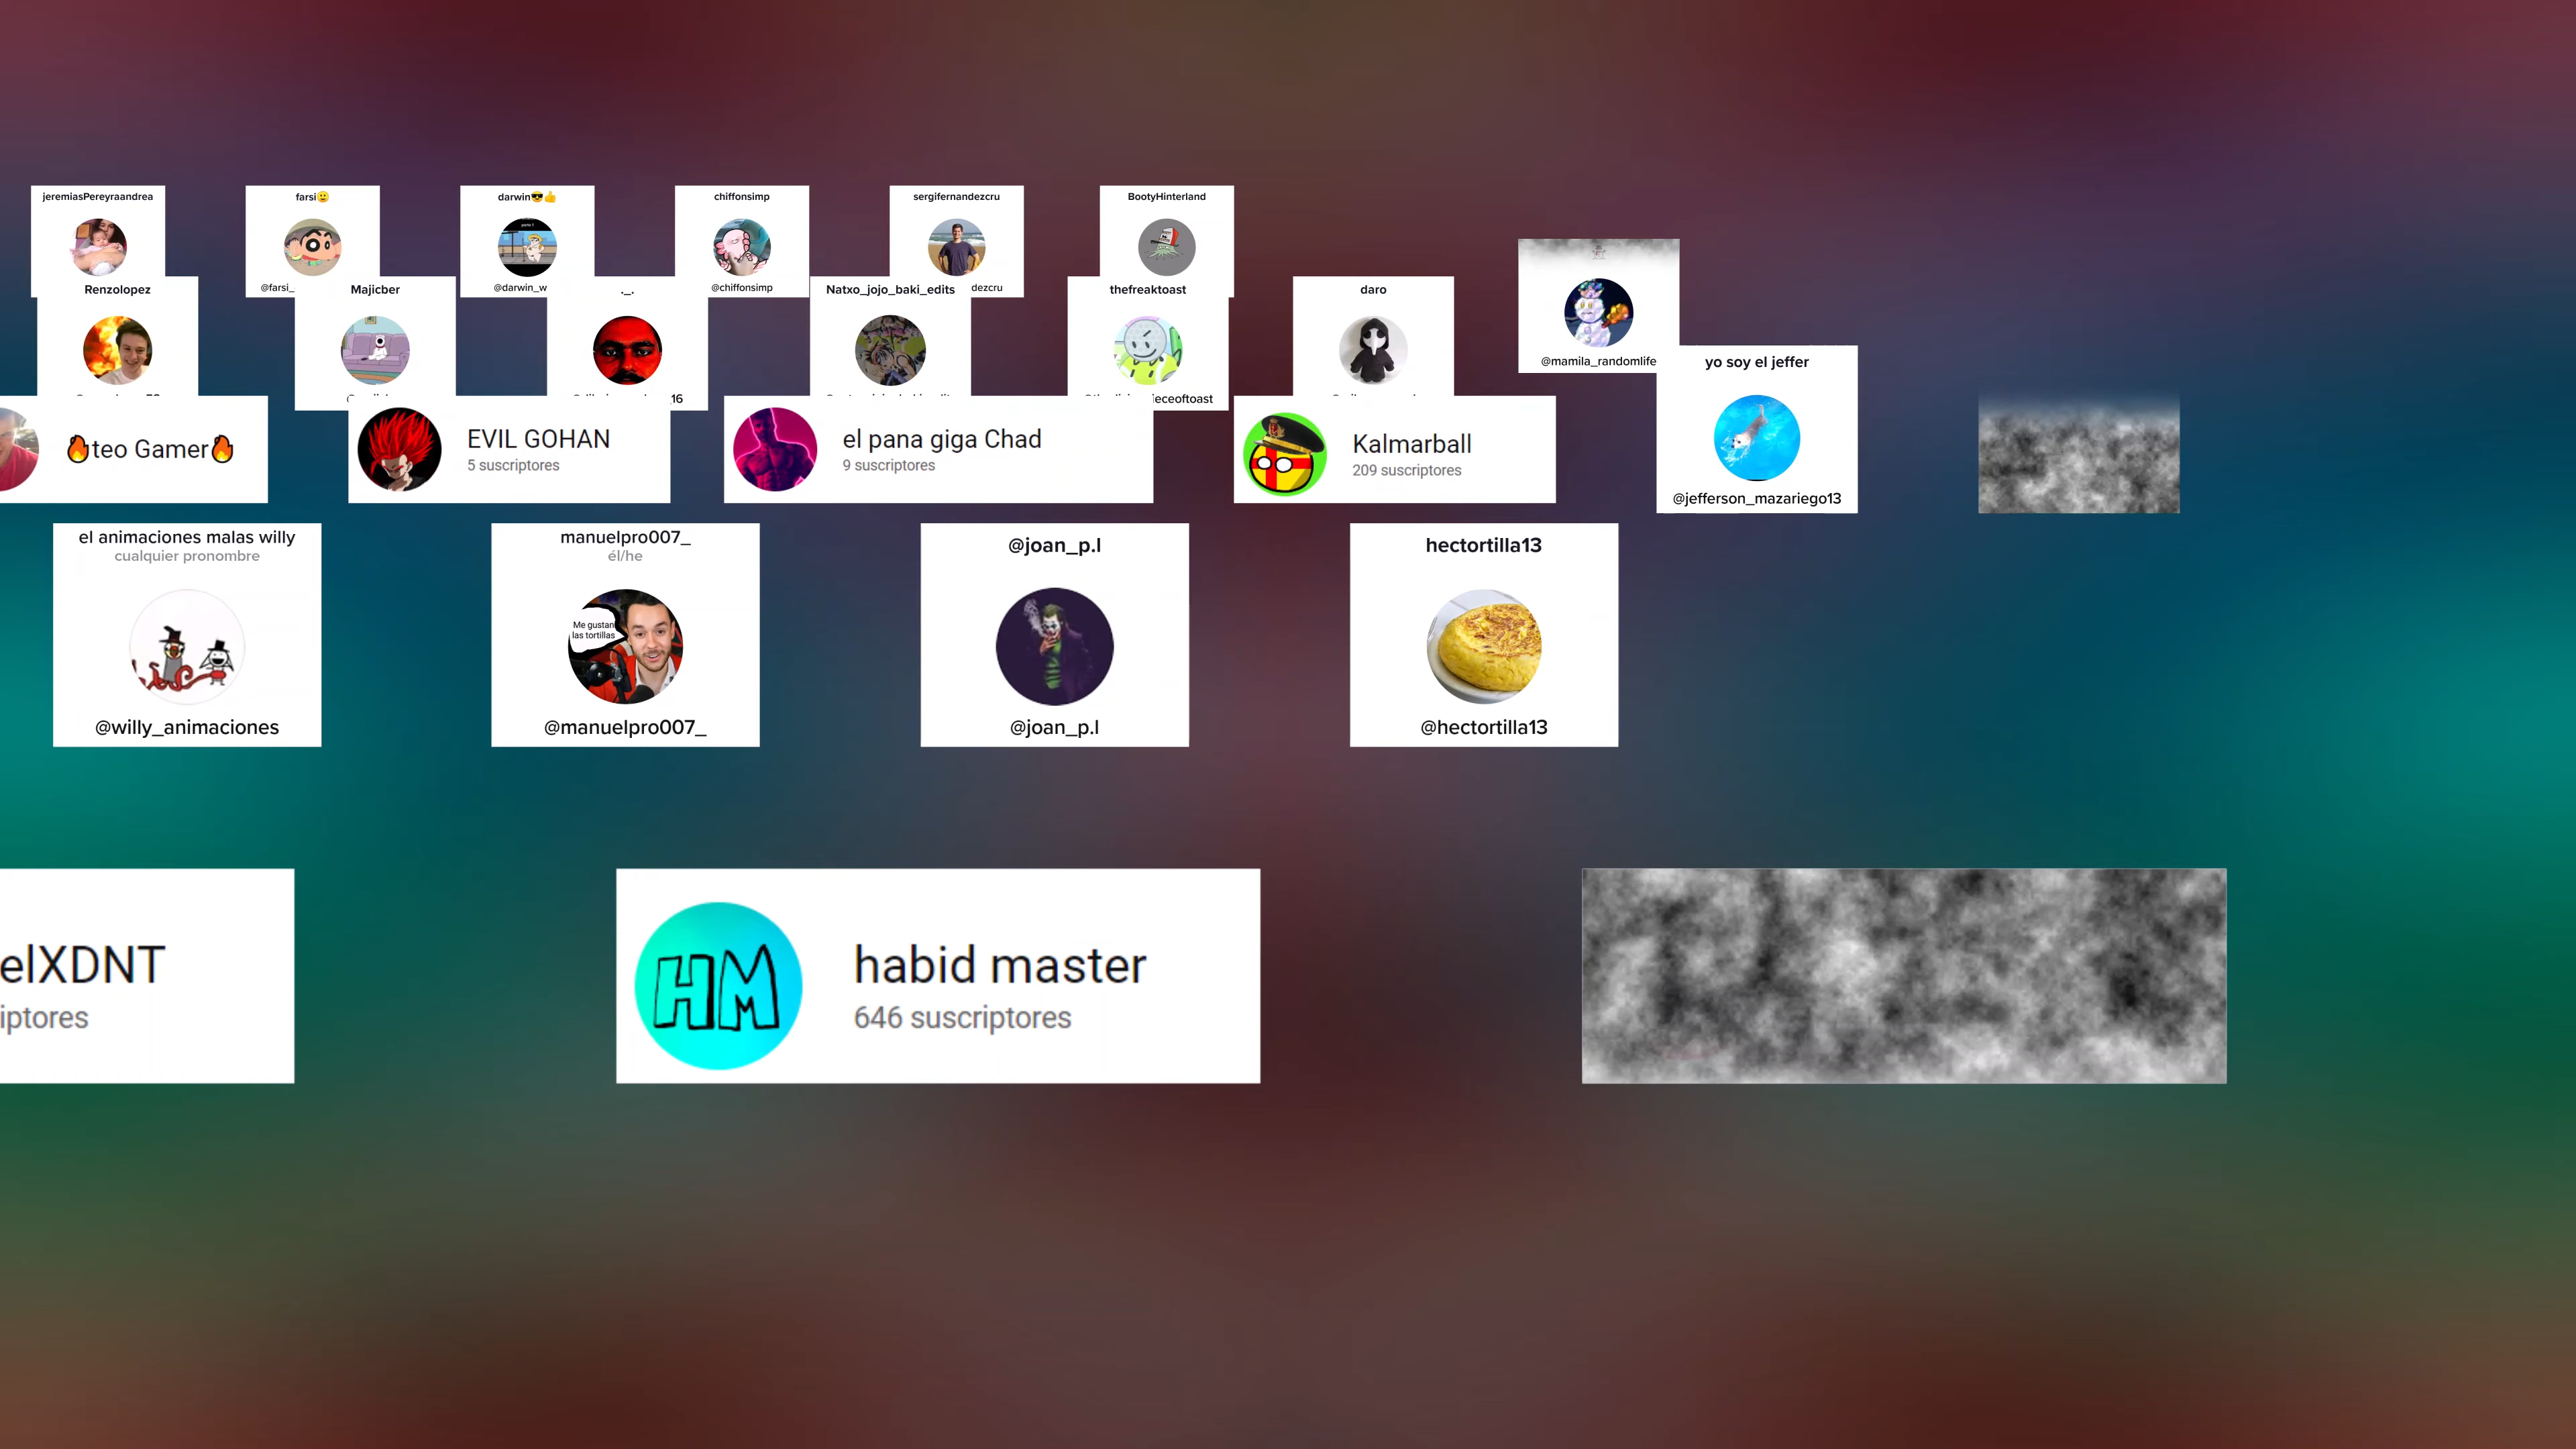 jeremiasPereyraandrea
farsi🙂
@farsi_
darwin😎👍
@darwin_w
chiffonsimp
@chiffonsimp
sergifernandezcru
dezcru
BootyHinterland
@mamila_randomlife
Renzolopez
Majicber
._.
_16
Natxo_jojo_baki_edits
thefreaktoast
ieceoftoast
daro
yo soy el jeffer
@jefferson_mazariego13
🔥teo Gamer🔥
EVIL GOHAN
5 suscriptores
el pana giga Chad
9 suscriptores
Kalmarball
209 suscriptores
el animaciones malas willy
cualquier pronombre
@willy_animaciones
manuelpro007_
él/he
Me gustan
las tortillas
@manuelpro007_
@joan_p.l
@joan_p.l
hectortilla13
@hectortilla13
elXDNT
iptores
HM
habid master
646 suscriptores